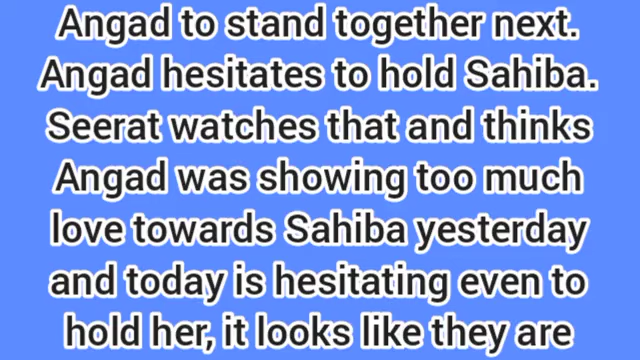 Angad to stand together next.
Angad hesitates to hold Sahiba.
Seerat watches that and thinks
Angad was showing too much
love towards Sahiba yesterday
and today is hesitating even to
hold her, it looks like they are